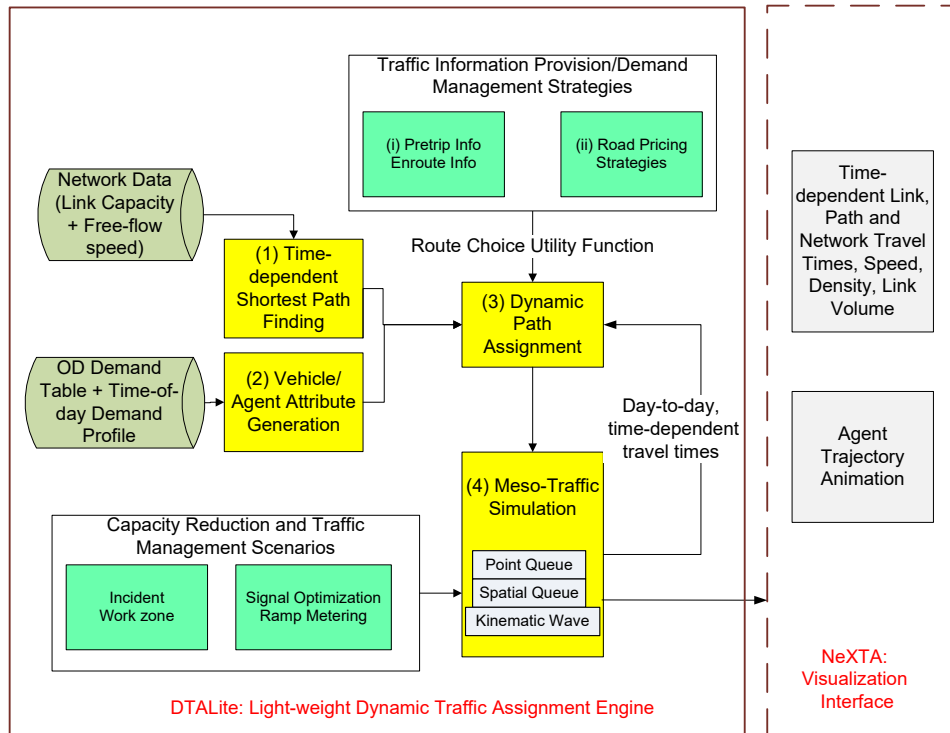 Traffic Information Provision/Demand
Management Strategies
(i) Pretrip Info
Enroute Info
(ii) Road Pricing
Strategies
Network Data
(Link Capacity
+ Free-flow
speed)
Route Choice Utility Function
(1) Time-
dependent
Shortest Path
Finding
(3) Dynamic
Path
Assignment
OD Demand
Table + Time-of-
day Demand
Profile
(2) Vehicle/
Agent Attribute
Generation
Day-to-day,
time-dependent
travel times
(4) Meso-Traffic
Simulation
Point Queue
Spatial Queue
Kinematic Wave
Capacity Reduction and Traffic
Management Scenarios
Incident
Work zone
Signal Optimization
Ramp Metering
DTALite: Light-weight Dynamic Traffic Assignment Engine
Time-
dependent Link,
Path and
Network Travel
Times, Speed,
Density, Link
Volume
Agent
Trajectory
Animation
NeXTA:
Visualization
Interface